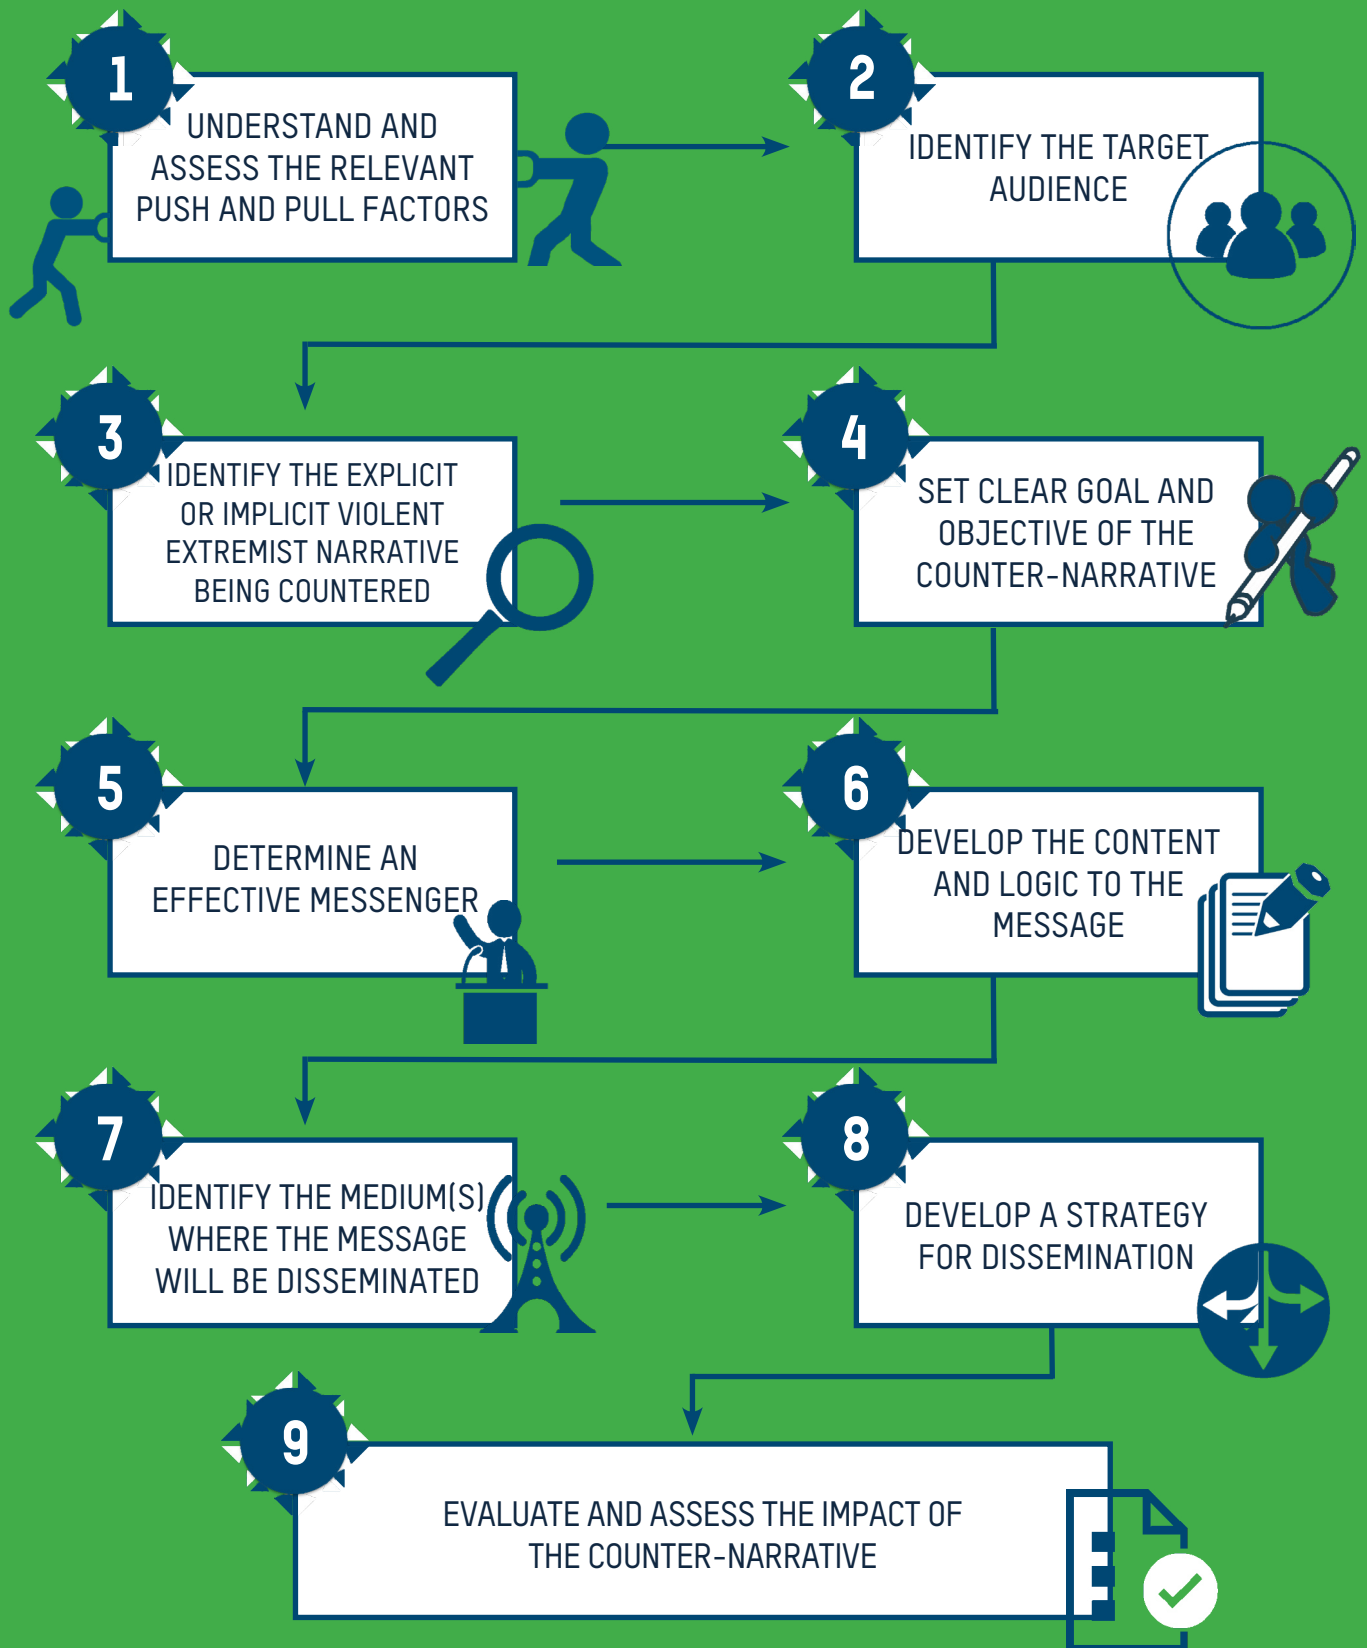 1
UNDERSTAND AND
ASSESS THE RELEVANT
PUSH AND PULL FACTORS
2
IDENTIFY THE TARGET
AUDIENCE
3
IDENTIFY THE EXPLICIT
OR IMPLICIT VIOLENT
EXTREMIST NARRATIVE
BEING COUNTERED
4
SET CLEAR GOAL AND
OBJECTIVE OF THE
COUNTER-NARRATIVE
5
DETERMINE AN
EFFECTIVE MESSENGER
6
DEVELOP THE CONTENT
AND LOGIC TO THE
MESSAGE
7
IDENTIFY THE MEDIUM(S)
WHERE THE MESSAGE
WILL BE DISSEMINATED
8
DEVELOP A STRATEGY
FOR DISSEMINATION
9
EVALUATE AND ASSESS THE IMPACT OF
THE COUNTER-NARRATIVE